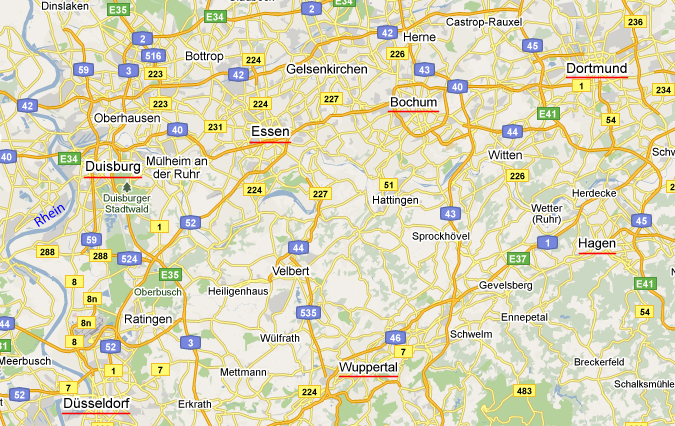 Dinslaken
E35
E34
2
E34
Castrop-Rauxel
236
2
42
Herne
45
516
Bottrop
224
226
Dortmund
59
3
223
42
Gelsenkirchen
43
40
1
234
42
223
227
Bochum
E41
54
Oberhausen
223
231
Essen
44
40
40
E34
Duisburg
Mülheim an
der Ruhr
Witten
226
Duisburger
Stadtwald
224
227
51
Hattingen
Herdecke
Rhein
1
52
43
Wetter
(Ruhr)
45
59
288
288
524
44
Sprockhövel
1
Hagen
E37
8
E35
Velbert
Gevelsberg
E41
8n
Oberbusch
Heiligenhaus
535
Ennepetal
54
44
8n
Ratingen
46
Schwelm
8
52
3
Wülfrath
7
Meerbusch
Wuppertal
Breckerfeld
7
1
7
Mettmann
Schalksmühle
52
224
483
Düsseldorf
Erkrath